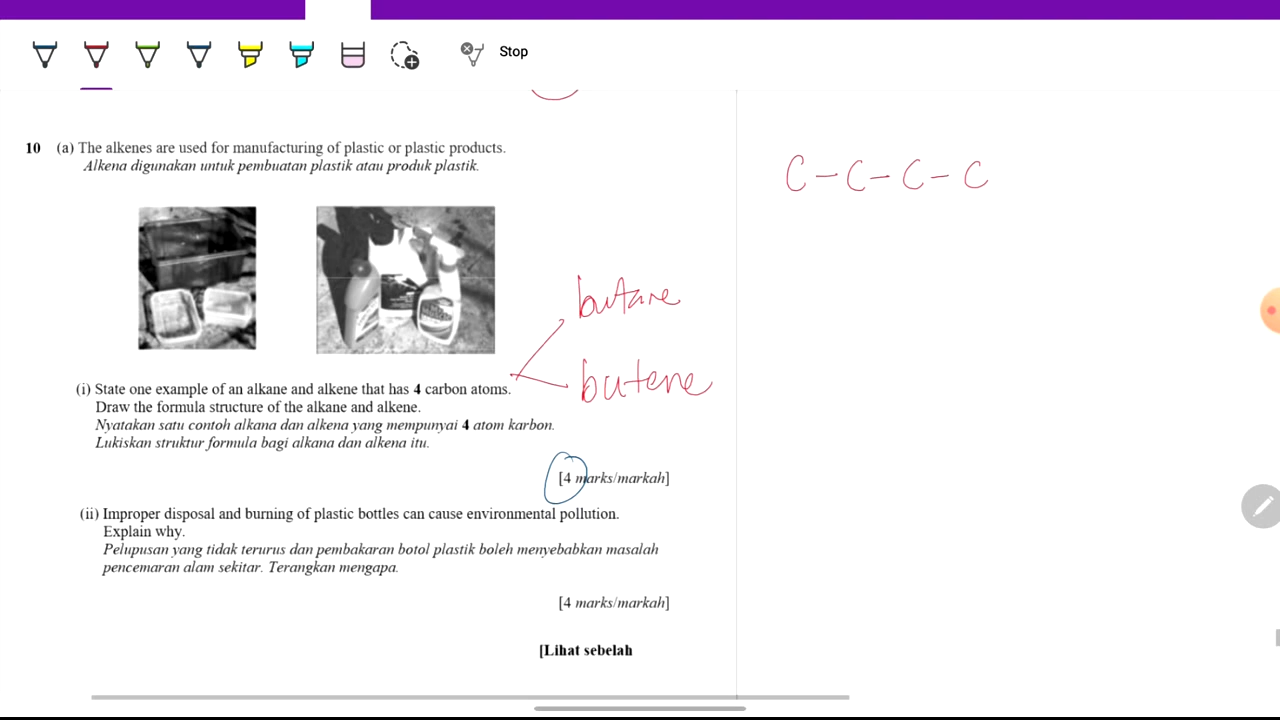 Stop
10 (a) The alkenes are used for manufacturing of plastic or plastic products.
Alkena digunakan untuk pembuatan plastik atau produk plastik.
C - C - C - C
butane
butene
(i) State one example of an alkane and alkene that has 4 carbon atoms.
Draw the formula structure of the alkane and alkene.
Nyatakan satu contoh alkana dan alkena yang mempunyai 4 atom karbon.
Lukiskan struktur formula bagi alkana dan alkena itu.
[4 marks/markah]
(ii) Improper disposal and burning of plastic bottles can cause environmental pollution.
Explain why.
Pelupusan yang tidak terurus dan pembakaran botol plastik boleh menyebabkan masalah
pencemaran alam sekitar. Terangkan mengapa.
[4 marks/markah]
[Lihat sebelah